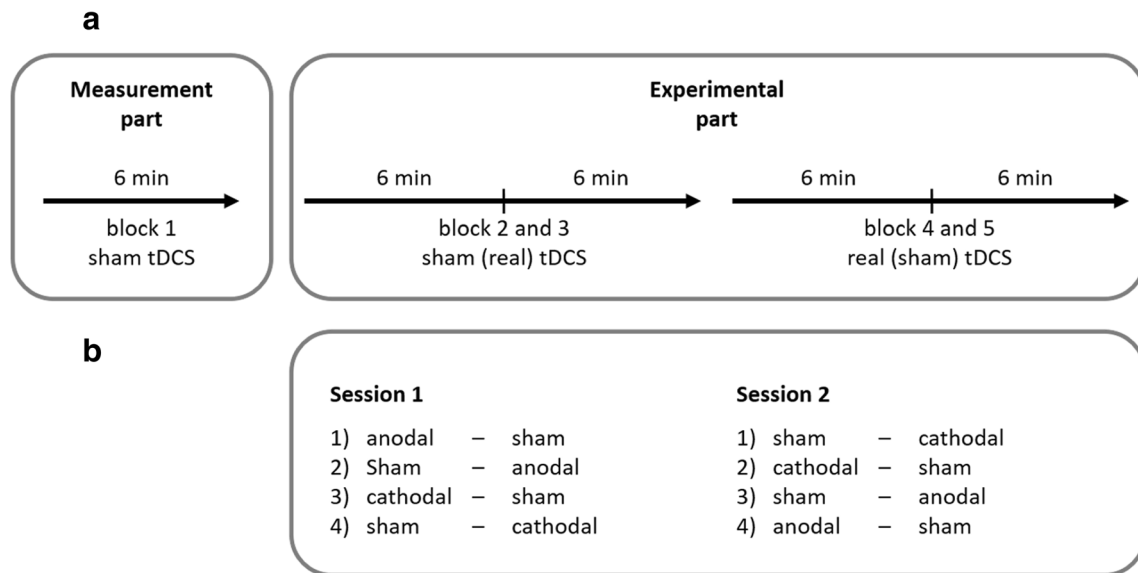 a
Measurement
part
6 min
block 1
sham tDCS
Experimental
part
6 min 6 min
block 2 and 3
sham (real) tDCS
6 min 6 min
block 4 and 5
real (sham) tDCS
b
Session 1
1) anodal – sham
2) Sham – anodal
3) cathodal – sham
4) sham – cathodal
Session 2
1) sham – cathodal
2) cathodal – sham
3) sham – anodal
4) anodal – sham